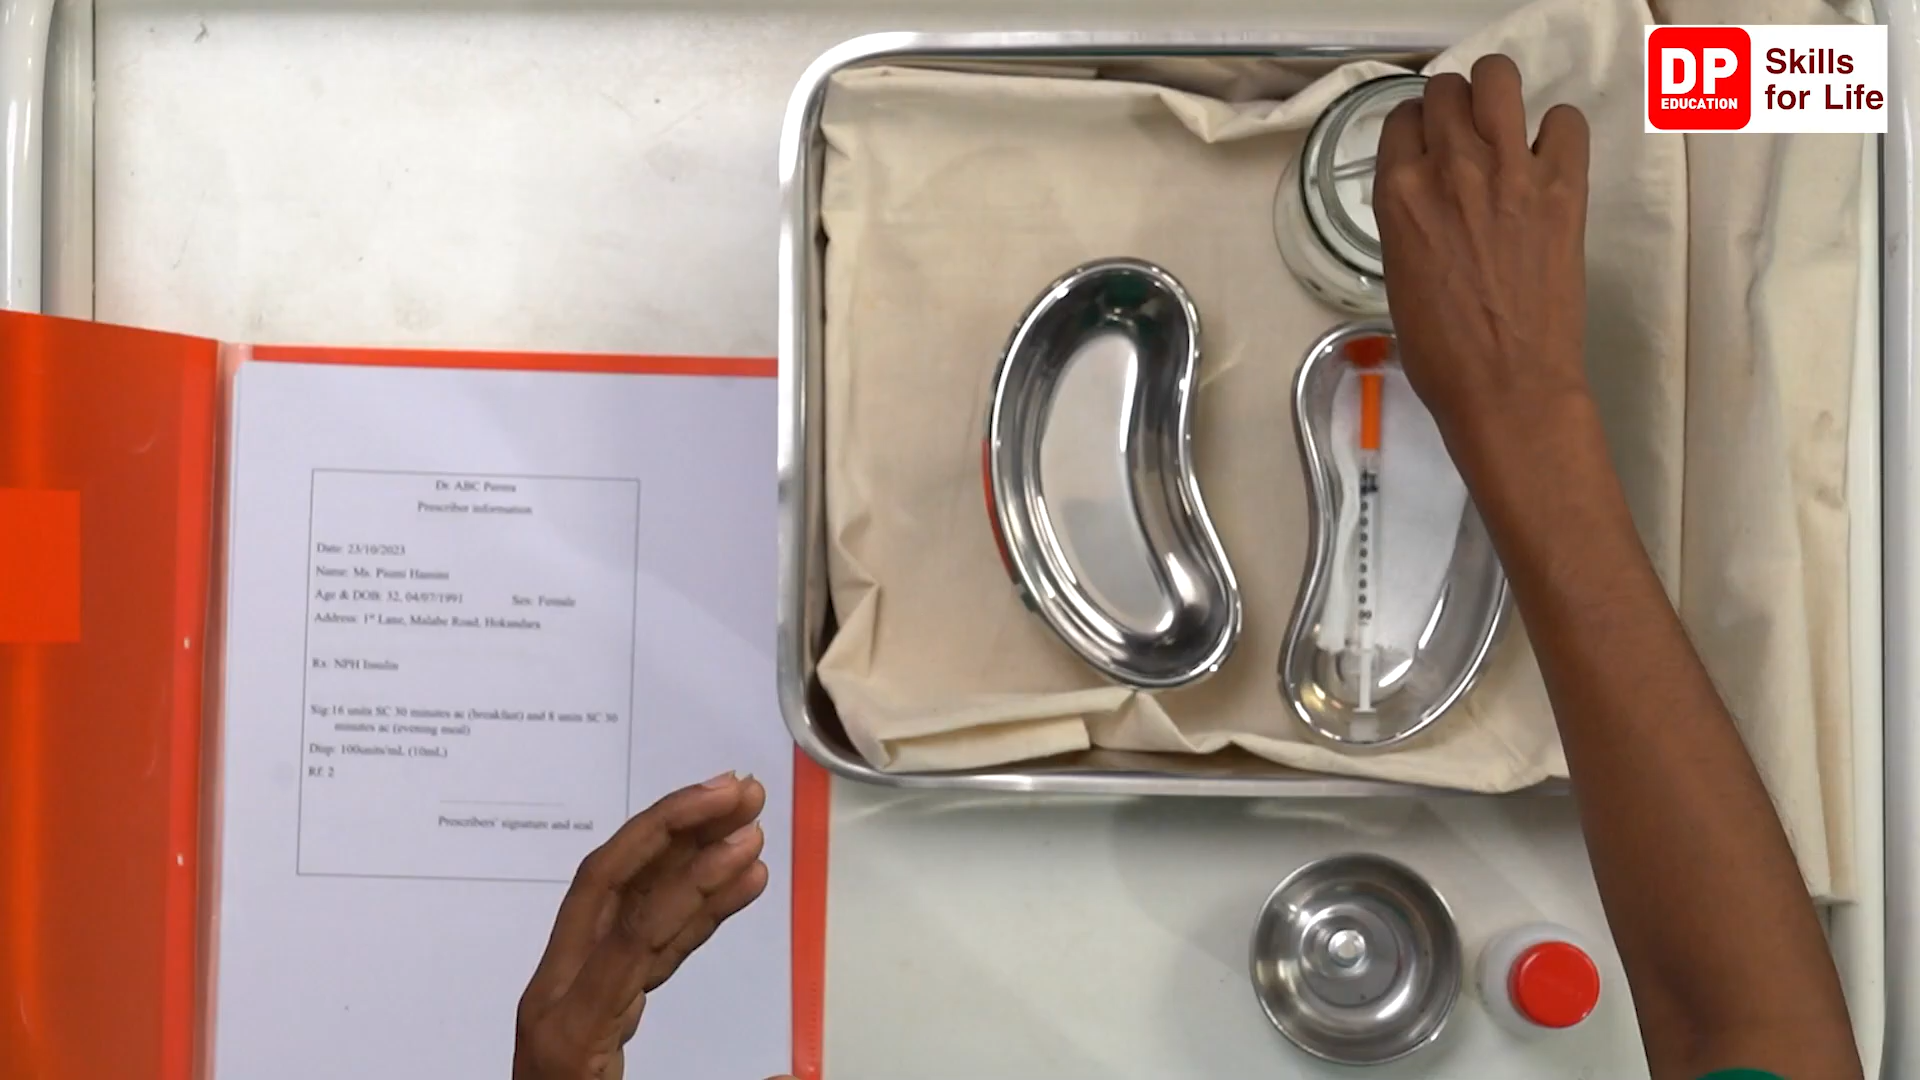 DP
EDUCATION
Skills
for Life
Dr. ABC Perera
Prescriber information
Date: 23/10/2023
Name: Ms. Piumi Hansini
Age & DOB: 32, 04/07/1991 Sex: Female
Address: 1st Lane, Malabe Road, Hokandara
Rx: NPH Insulin
Sig:16 units SC 30 minutes ac (breakfast) and 8 units SC 30
minutes ac (evening meal)
Disp: 100units/mL (10mL)
Rf: 2
Prescribers' signature and seal